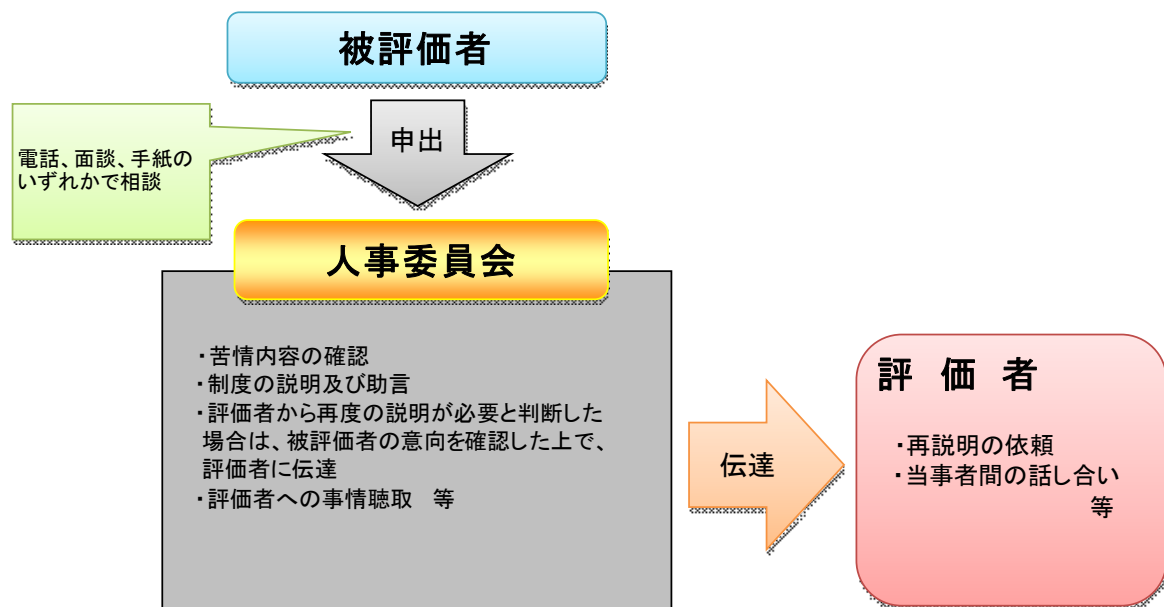 被評価者
申出
電話、面談、手紙の
いずれかで相談
人事委員会
・苦情内容の確認
・制度の説明及び助言
・評価者から再度の説明が必要と判断した
場合は、被評価者の意向を確認した上で、
評価者に伝達
・評価者への事情聴取　等
伝達
評　価　者
・再説明の依頼
・当事者間の話し合い
等